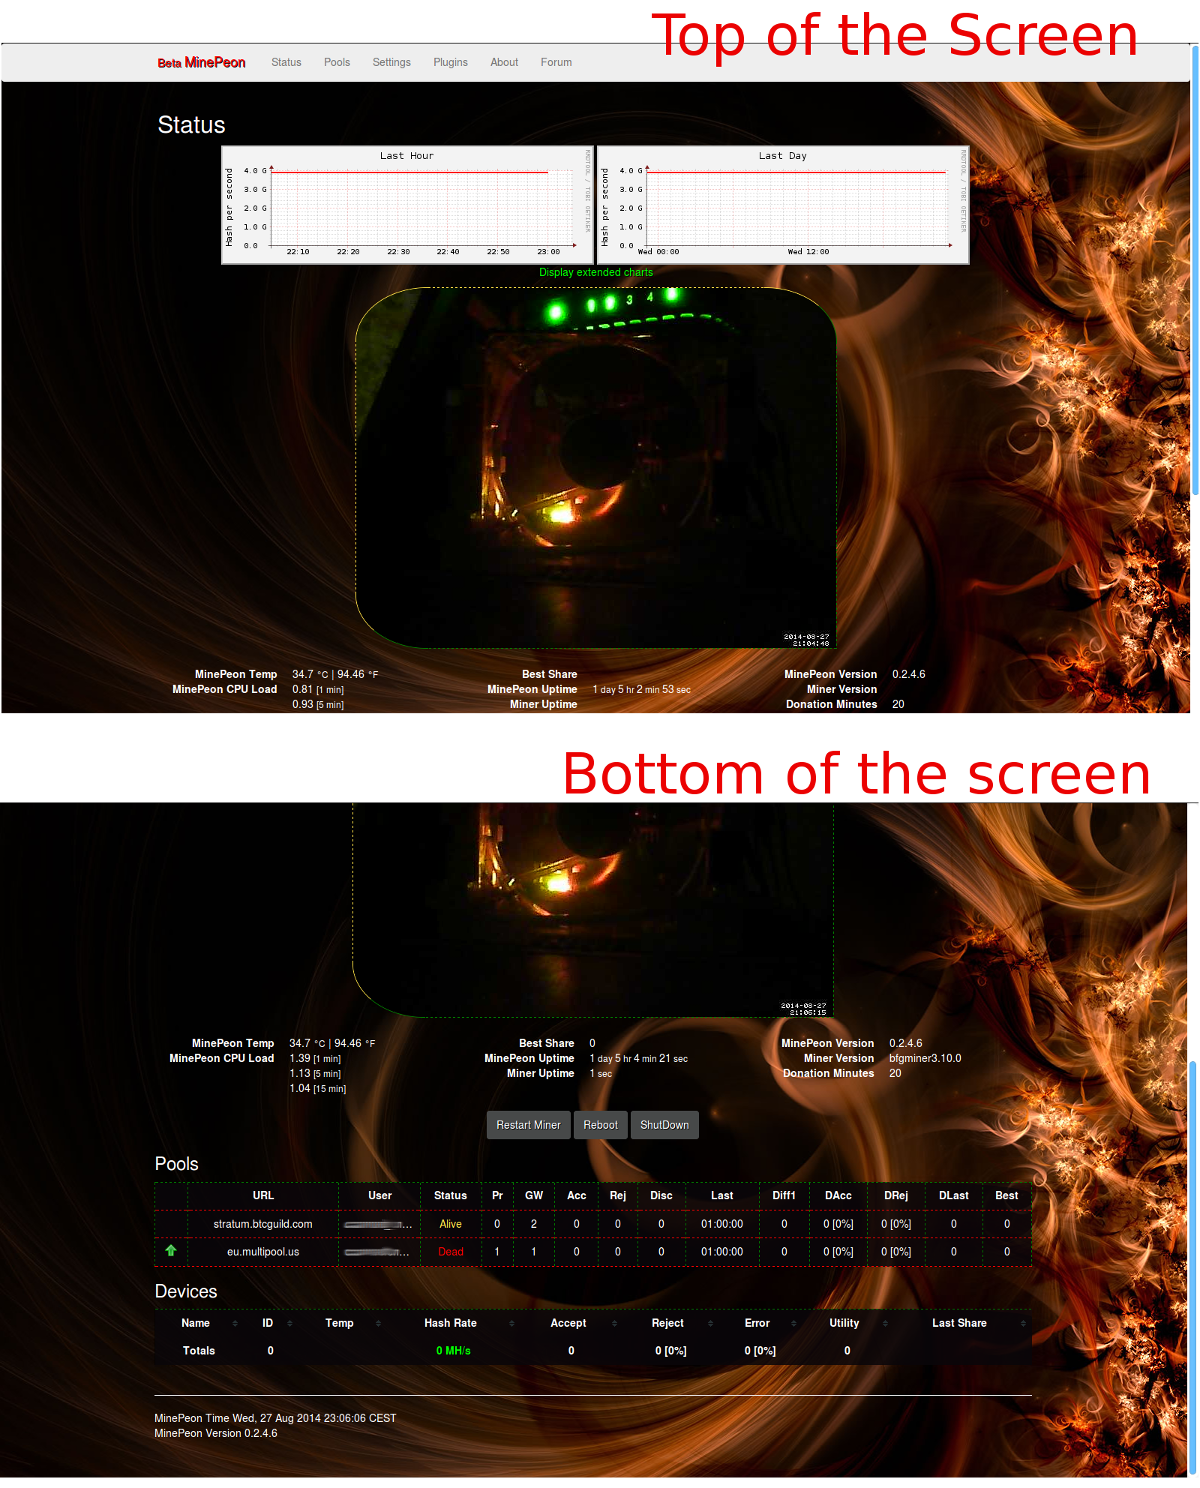 Top of the Screen
Beta MinePeon Status Pools Settings Plugins About Forum
Status
Last Hour
Hash per second
4.0 G
3.0 G
2.0 G
1.0 G
0.0
22:10 22:20 22:30 22:40 22:50 23:00
RRDTOOL / TOBI OETIKER
Last Day
Hash per second
4.0 G
3.0 G
2.0 G
1.0 G
0.0
Wed 00:00 Wed 12:00
RRDTOOL / TOBI OETIKER
Display extended charts
3 4
2014-08-27
21:04:48
MinePeon Temp 34.7 °C | 94.46 °F Best Share MinePeon Version 0.2.4.6
MinePeon CPU Load 0.81 [1 min] MinePeon Uptime 1 day 5 hr 2 min 53 sec Miner Version
0.93 [5 min] Miner Uptime Donation Minutes 20
Bottom of the screen
2014-08-27
21:06:15
MinePeon Temp 34.7 °C | 94.46 °F Best Share 0 MinePeon Version 0.2.4.6
MinePeon CPU Load 1.39 [1 min] MinePeon Uptime 1 day 5 hr 4 min 21 sec Miner Version bfgminer3.10.0
1.13 [5 min] Miner Uptime 1 sec Donation Minutes 20
1.04 [15 min]
Restart Miner Reboot ShutDown
Pools
URL User Status Pr GW Acc Rej Disc Last Diff1 DAcc DRej DLast Best
stratum.btcguild.com ... Alive 0 2 0 0 0 01:00:00 0 0 [0%] 0 [0%] 0 0
eu.multipool.us ... Dead 1 1 0 0 0 01:00:00 0 0 [0%] 0 [0%] 0 0
Devices
Name ID Temp Hash Rate Accept Reject Error Utility Last Share
Totals 0 0 MH/s 0 0 [0%] 0 [0%] 0
MinePeon Time Wed, 27 Aug 2014 23:06:06 CEST
MinePeon Version 0.2.4.6